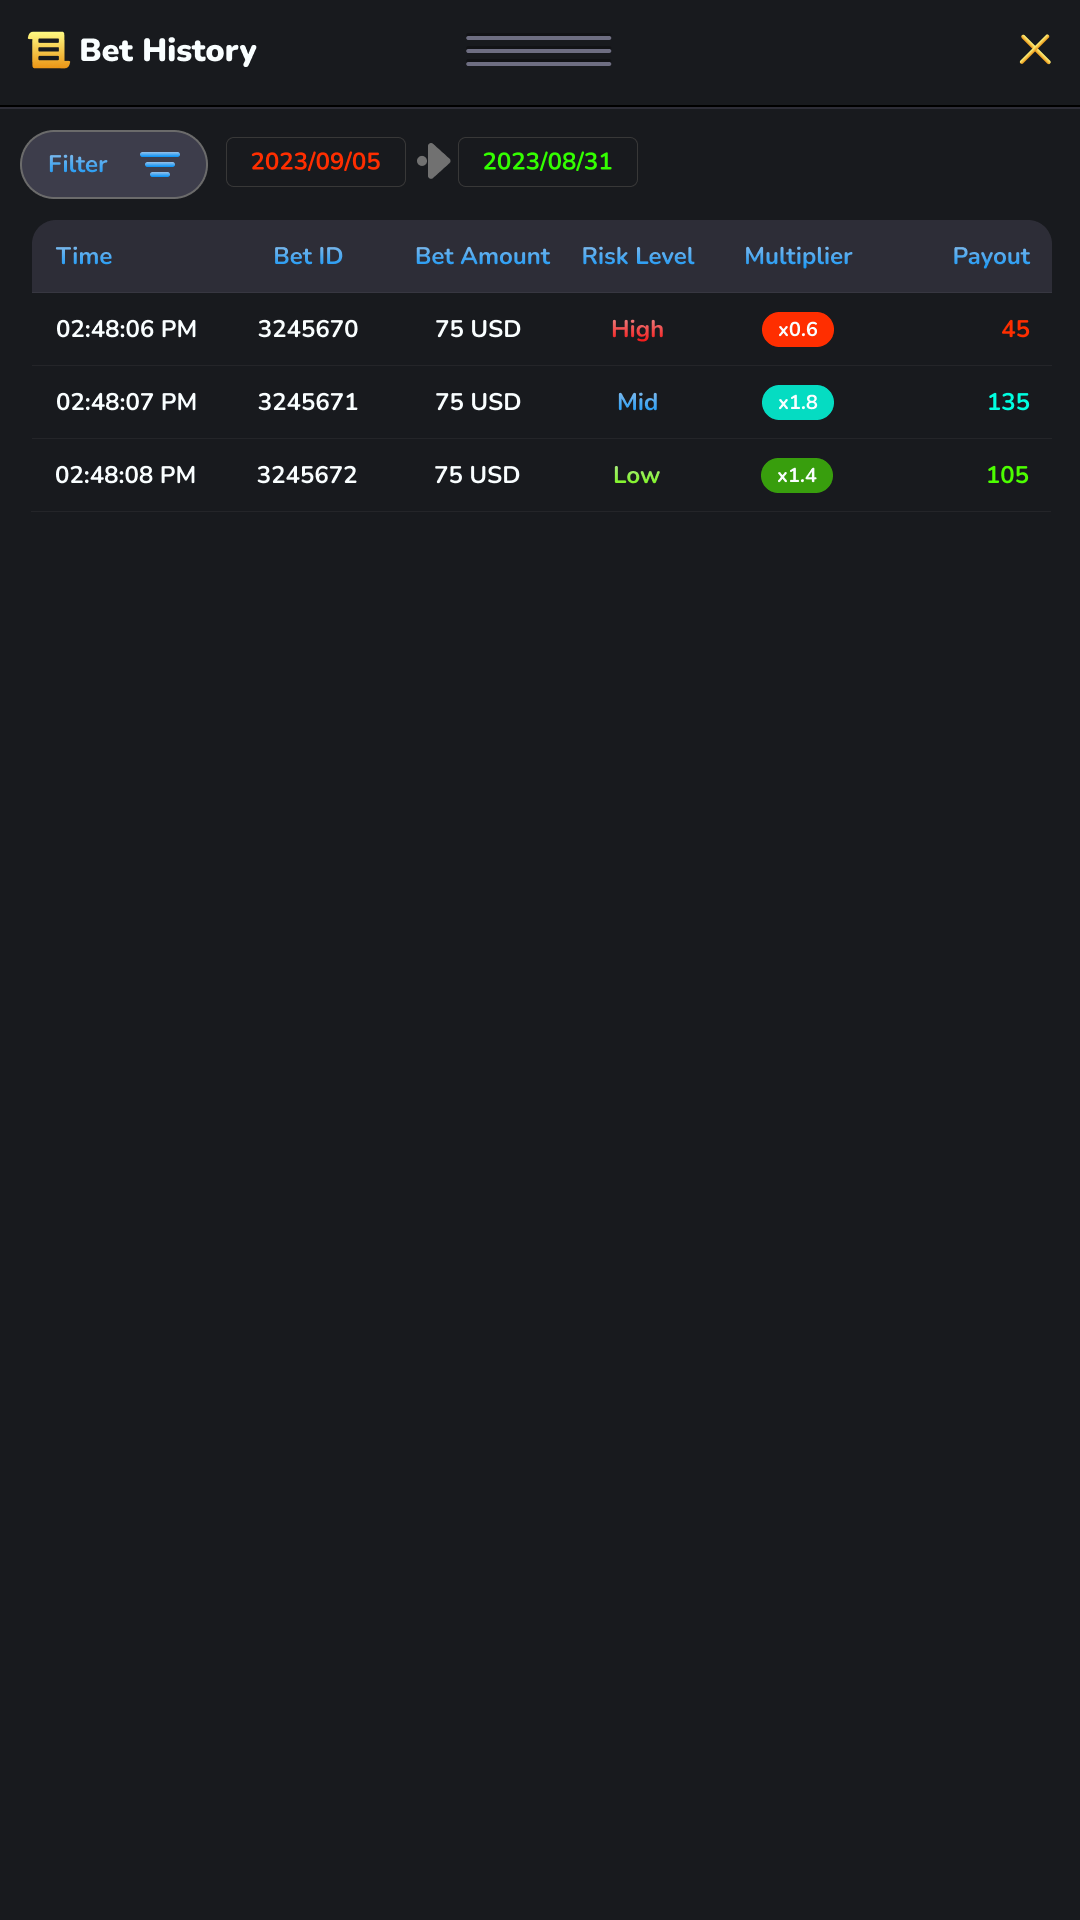 Bet History
Filter 2023/09/05 2023/08/31
Time Bet ID Bet Amount Risk Level Multiplier Payout
02:48:06 PM 3245670 75 USD High x0.6 45
02:48:07 PM 3245671 75 USD Mid x1.8 135
02:48:08 PM 3245672 75 USD Low x1.4 105